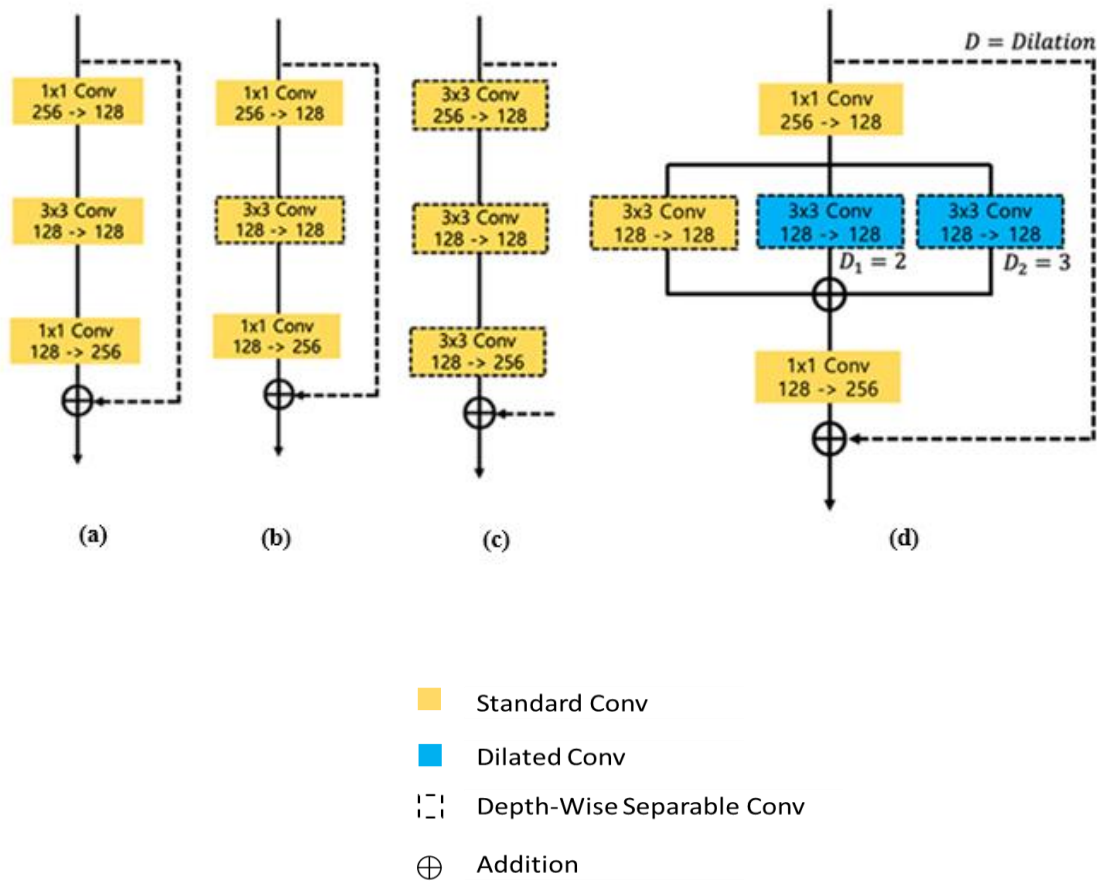 1x1 Conv
256 -> 128
3x3 Conv
128 -> 128
1x1 Conv
128 -> 256
(a)
1x1 Conv
256 -> 128
3x3 Conv
128 -> 128
1x1 Conv
128 -> 256
(b)
3x3 Conv
256 -> 128
3x3 Conv
128 -> 128
3x3 Conv
128 -> 256
(c)
D = Dilation
1x1 Conv
256 -> 128
3x3 Conv
128 -> 128
3x3 Conv
128 -> 128
D₁ = 2
3x3 Conv
128 -> 128
D₂ = 3
1x1 Conv
128 -> 256
(d)
Standard Conv
Dilated Conv
Depth-Wise Separable Conv
Addition